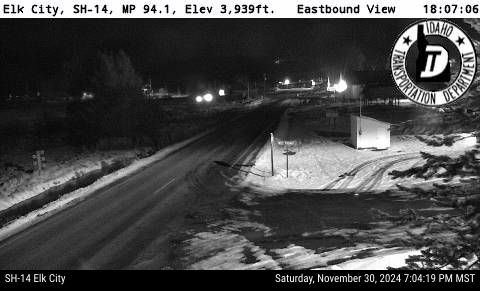 Elk City, SH-14, MP 94.1, Elev 3,939ft. Eastbound View 18:07:06
IDAHO
TRANSPORTATION DEPARTMENT
SH-14 Elk City Saturday, November 30, 2024 7:04:19 PM MST